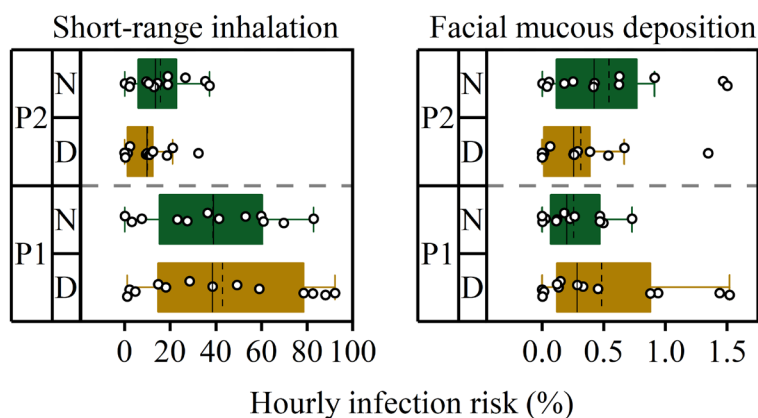 Short-range inhalation
Facial mucous deposition
P2
N
D
P1
N
D
P2
N
D
P1
N
D
0 20 40 60 80 100
0.0 0.5 1.0 1.5
Hourly infection risk (%)